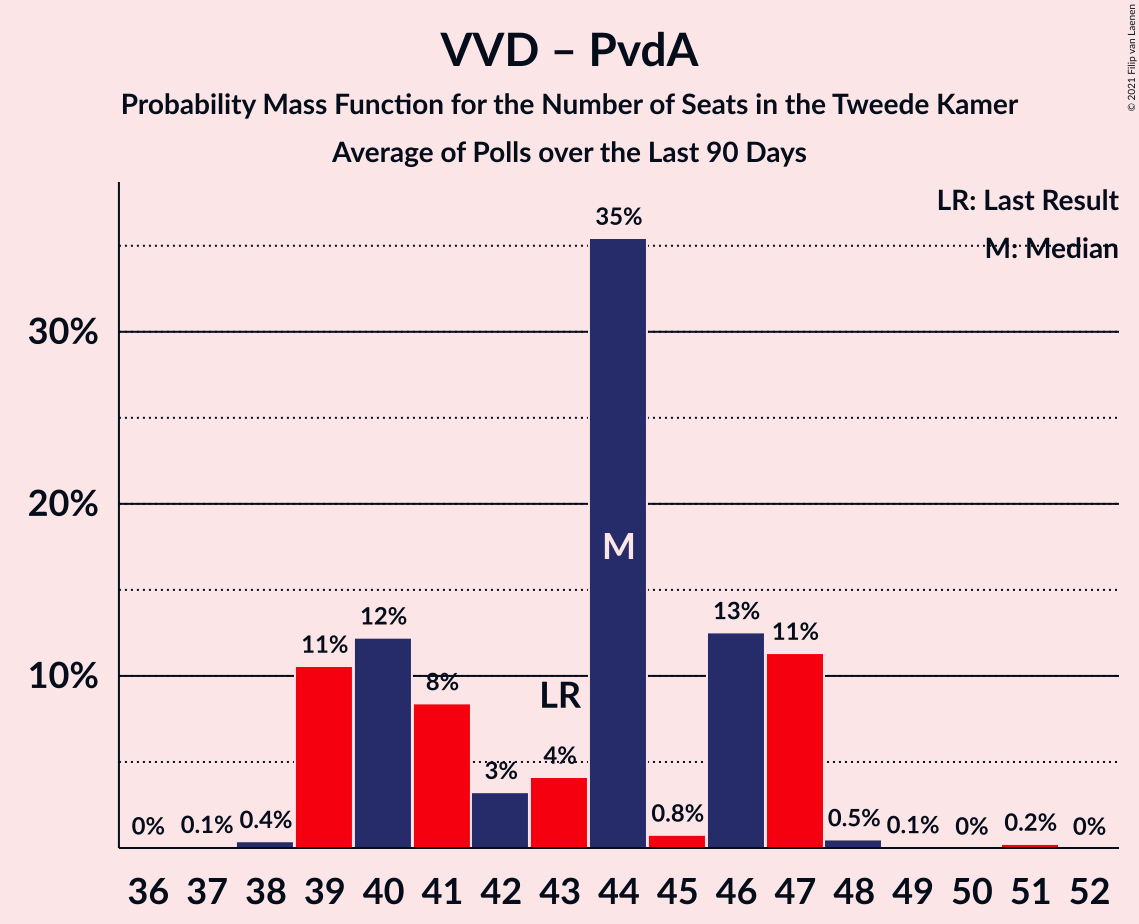 VVD – PvdA
Probability Mass Function for the Number of Seats in the Tweede Kamer
Average of Polls over the Last 90 Days
© 2021 Filip van Laenen
LR: Last Result
M: Median
35%
30%
20%
M
13%
12%
11%
11%
10%
8%
LR
4%
3%
0%
0.1%
0.4%
0.8%
0.5%
0.1%
0%
0.2%
0%
36 37 38 39 40 41 42 43 44 45 46 47 48 49 50 51 52